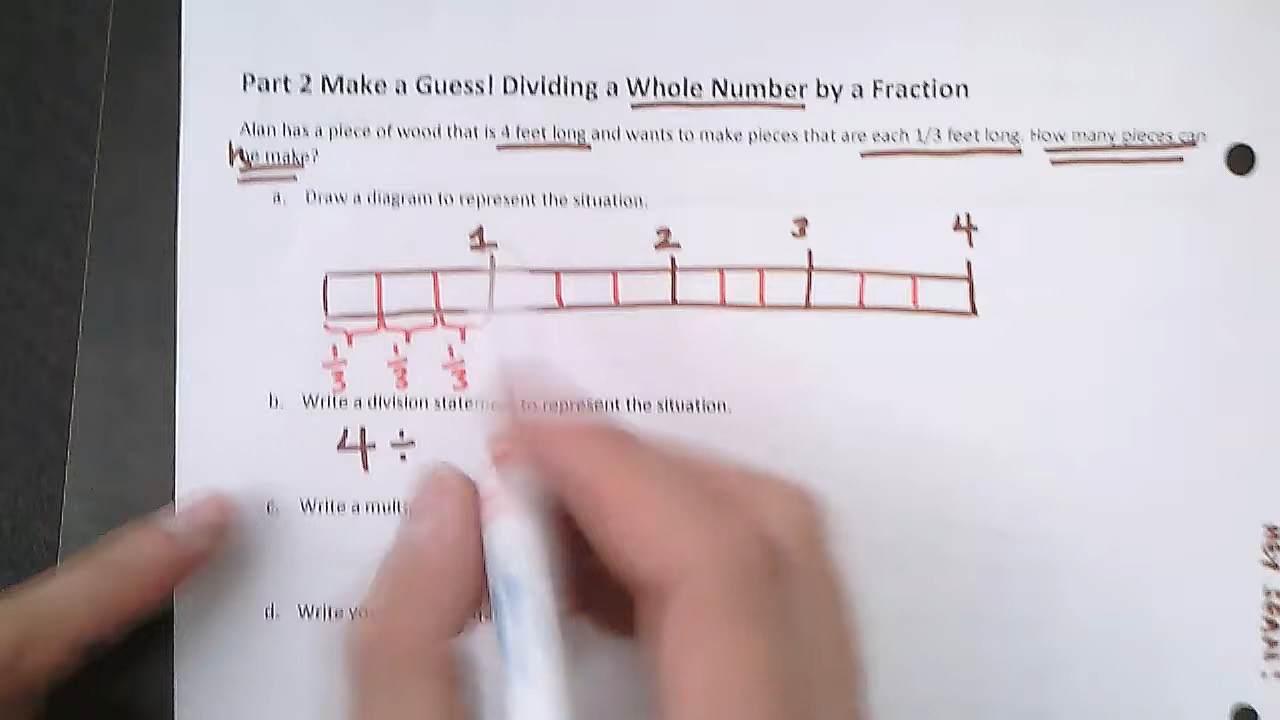 Part 2 Make a Guess! Dividing a Whole Number by a Fraction
Alan has a piece of wood that is 4 feet long and wants to make pieces that are each 1/3 feet long. How many pieces can
he make?
a. Draw a diagram to represent the situation.
1 2 3 4
1/3 1/3 1/3
b. Write a division to represent the situation.
4 ÷
c. Write a
d. Write